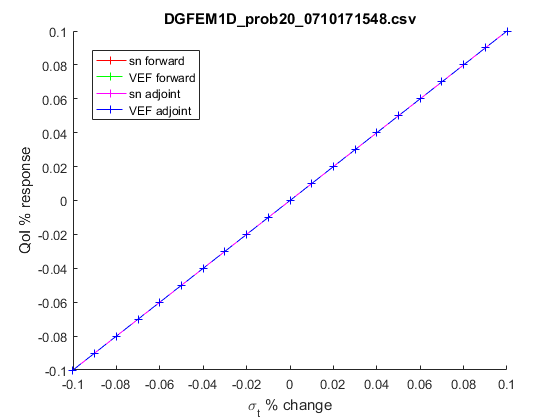 DGFEM1D_prob20_0710171548.csv
sn forward
VEF forward
sn adjoint
VEF adjoint
QoI % response
0.1
0.08
0.06
0.04
0.02
0
-0.02
-0.04
-0.06
-0.08
-0.1
-0.1 -0.08 -0.06 -0.04 -0.02 0 0.02 0.04 0.06 0.08 0.1
σt % change